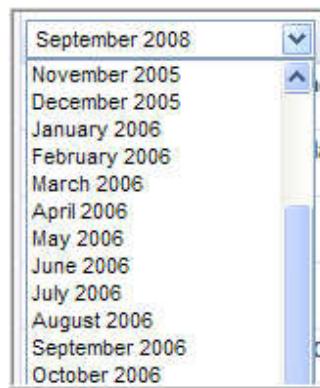 September 2008
November 2005
December 2005
January 2006
February 2006
March 2006
April 2006
May 2006
June 2006
July 2006
August 2006
September 2006
October 2006